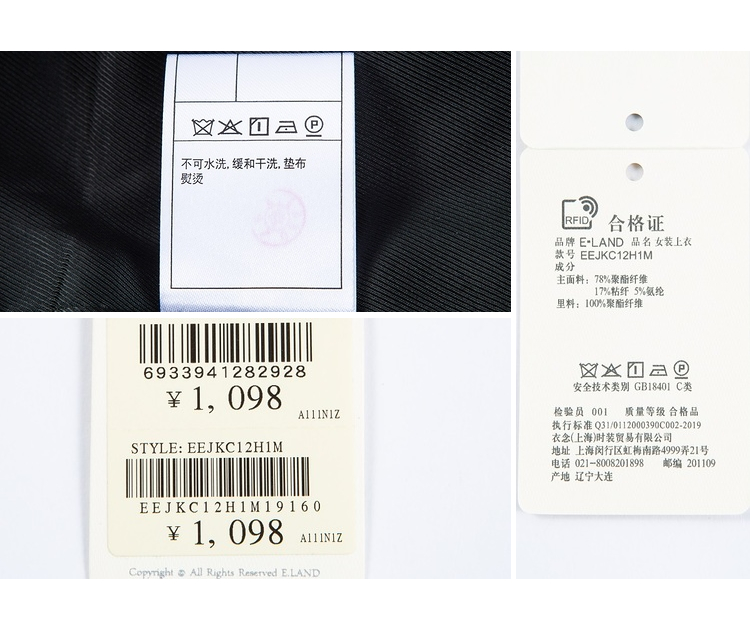 不可水洗, 缓和干洗, 垫布
熨烫
6933941282928
¥ 1, 098
A111N1Z
STYLE: EEJKC12H1M
EEJKC12H1M19160
¥ 1, 098
A111N1Z
Copyright @ All Rights Reserved E.LAND
RFID
合格证
品牌 E•LAND 品名 女装上衣
款号 EEJKC12H1M
成分
主面料: 78%聚酯纤维
17%粘纤 5%氨纶
里料: 100%聚酯纤维
安全技术类别 GB18401 C类
检验员 001 质量等级 合格品
执行标准 Q31/0112000390C002-2019
衣念(上海)时装贸易有限公司
地址 上海闵行区虹梅南路4999弄21号
电话 021-8008201898 邮编 201109
产地 辽宁大连